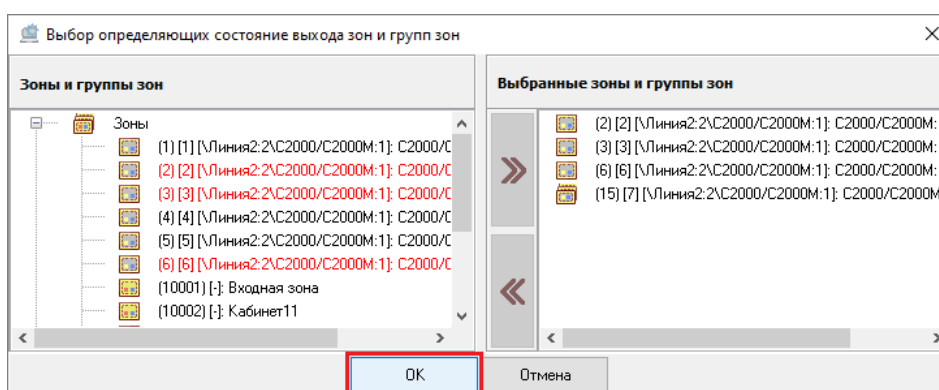 Выбор определяющих состояние выхода зон и групп зон
Зоны и группы зон
Зоны
(1) [1] [\Линия2:2\С2000/С2000М:1]: С2000/С
(2) [2] [\Линия2:2\С2000/С2000М:1]: С2000/С
(3) [3] [\Линия2:2\С2000/С2000М:1]: С2000/С
(4) [4] [\Линия2:2\С2000/С2000М:1]: С2000/С
(5) [5] [\Линия2:2\С2000/С2000М:1]: С2000/С
(6) [6] [\Линия2:2\С2000/С2000М:1]: С2000/С
(10001) [-]: Входная зона
(10002) [-]: Кабинет11
Выбранные зоны и группы зон
(2) [2] [\Линия2:2\С2000/С2000М:1]: С2000/С2000М:
(3) [3] [\Линия2:2\С2000/С2000М:1]: С2000/С2000М:
(6) [6] [\Линия2:2\С2000/С2000М:1]: С2000/С2000М:
(15) [7] [\Линия2:2\С2000/С2000М:1]: С2000/С2000М
OK
Отмена